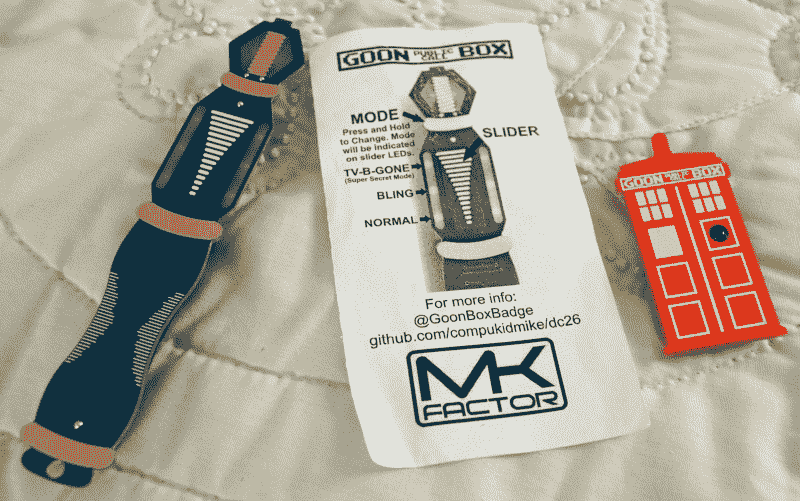 GOON PUBLIC CALL BOX
MODE
Press and Hold
to Change. Mode
will be indicated
on slider LEDs.
SLIDER
TV-B-GONE
(Super Secret Mode)
BLING
NORMAL
For more info:
@GoonBoxBadge
github.com/compukidmike/dc26
MK
FACTOR
GOON BOX